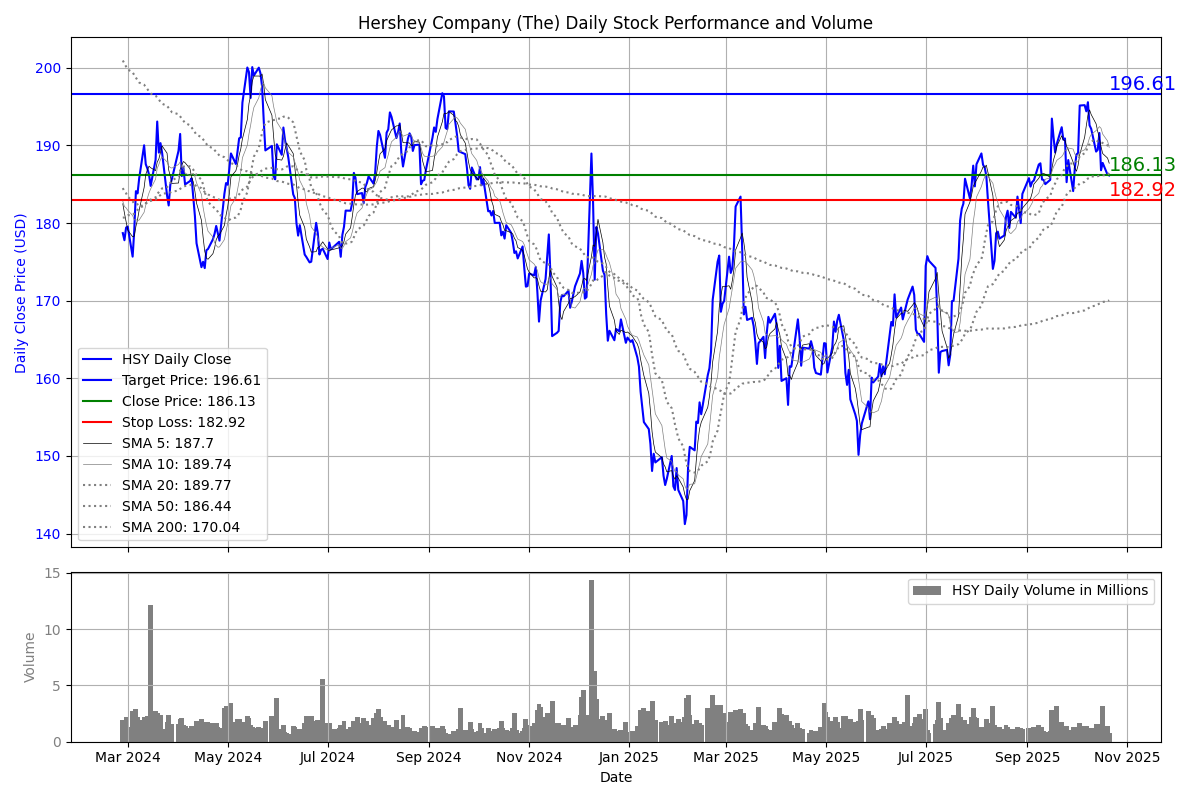 Hershey Company (The) Daily Stock Performance and Volume
Daily Close Price (USD)
200
190
180
170
160
150
140
196.61
186.13
182.92
HSY Daily Close
Target Price: 196.61
Close Price: 186.13
Stop Loss: 182.92
SMA 5: 187.7
SMA 10: 189.74
SMA 20: 189.77
SMA 50: 186.44
SMA 200: 170.04
Volume
15
10
5
0
HSY Daily Volume in Millions
Mar 2024 May 2024 Jul 2024 Sep 2024 Nov 2024 Jan 2025 Mar 2025 May 2025 Jul 2025 Sep 2025 Nov 2025
Date